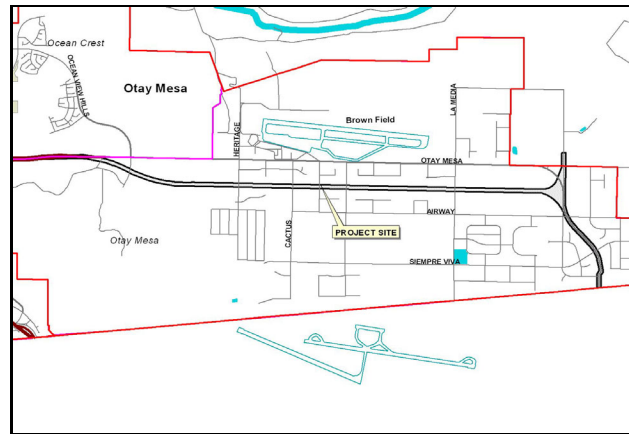 Ocean Crest
OCEAN VIEW HILLS
Otay Mesa
LA MEDIA
Brown Field
HERITAGE
OTAY MESA
AIRWAY
CACTUS
PROJECT SITE
Otay Mesa
SIEMPRE VIVA